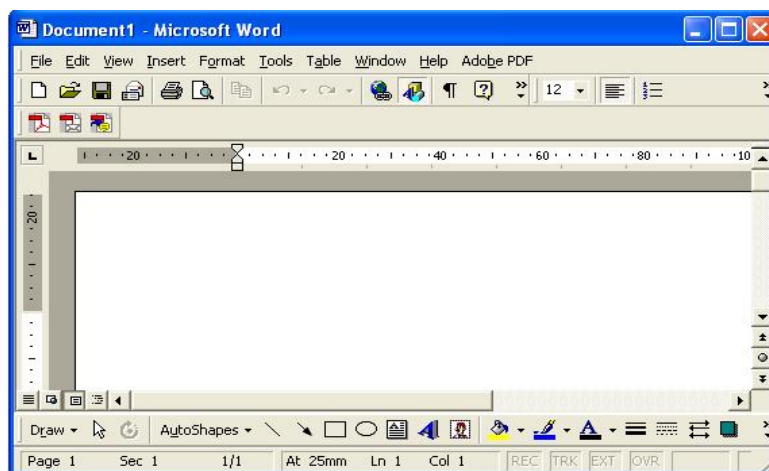 Document1 - Microsoft Word
File Edit View Insert Format Tools Table Window Help Adobe PDF
12
20 20 40 60 80 10
20
Draw AutoShapes
Page 1 Sec 1 1/1 At 25mm Ln 1 Col 1 REC TRK EXT OVR